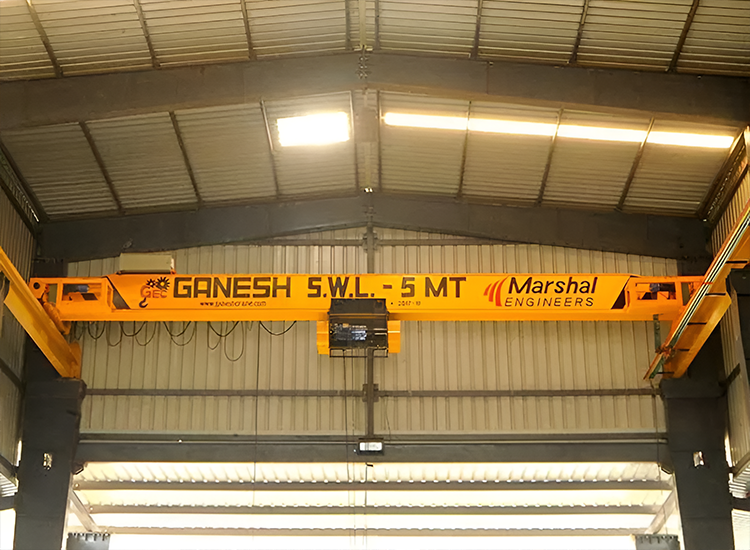 GEC
GANESH S.W.L. - 5 MT
Marshal
ENGINEERS